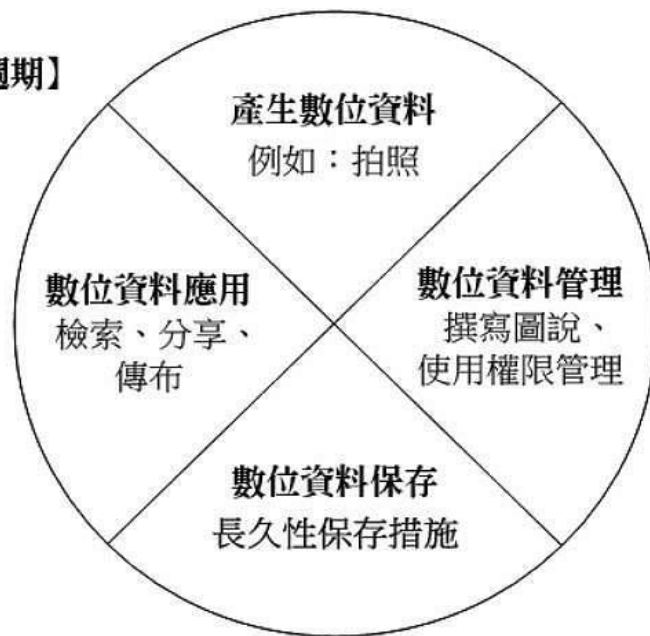 週期】
產生數位資料
例如：拍照
數位資料應用
檢索、分享、
傳布
數位資料管理
撰寫圖說、
使用權限管理
數位資料保存
長久性保存措施